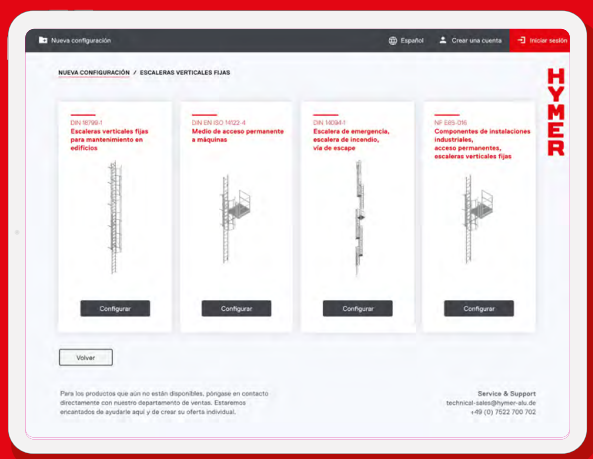 Nueva configuración
Español
Crear una cuenta
Iniciar sesión
NUEVA CONFIGURACIÓN / ESCALERAS VERTICALES FIJAS
HYMER
DIN 18799-1
Escaleras verticales fijas
para mantenimiento en
edificios
Configurar
DIN EN ISO 14122-4
Medio de acceso permanente
a máquinas
Configurar
DIN 14094-1
Escalera de emergencia,
escalera de incendio,
vía de escape
Configurar
NF E85-016
Componentes de instalaciones
industriales,
acceso permanentes,
escaleras verticales fijas
Configurar
Volver
Para los productos que aún no están disponibles, póngase en contacto
directamente con nuestro departamento de ventas. Estaremos
encantados de ayudarle aquí y de crear su oferta individual.
Service & Support
technical-sales@hymer-alu.de
+49 (0) 7522 700 702